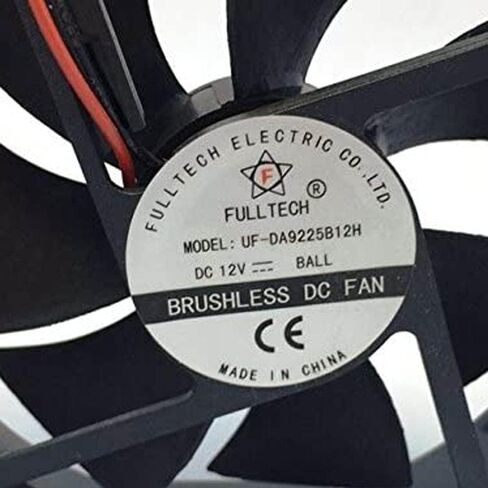 FULLTECH ELECTRIC CO.,LTD.
F
FULLTECH ®
MODEL: UF-DA9225B12H
DC 12V ⎓ BALL
BRUSHLESS DC FAN
CE
MADE IN CHINA